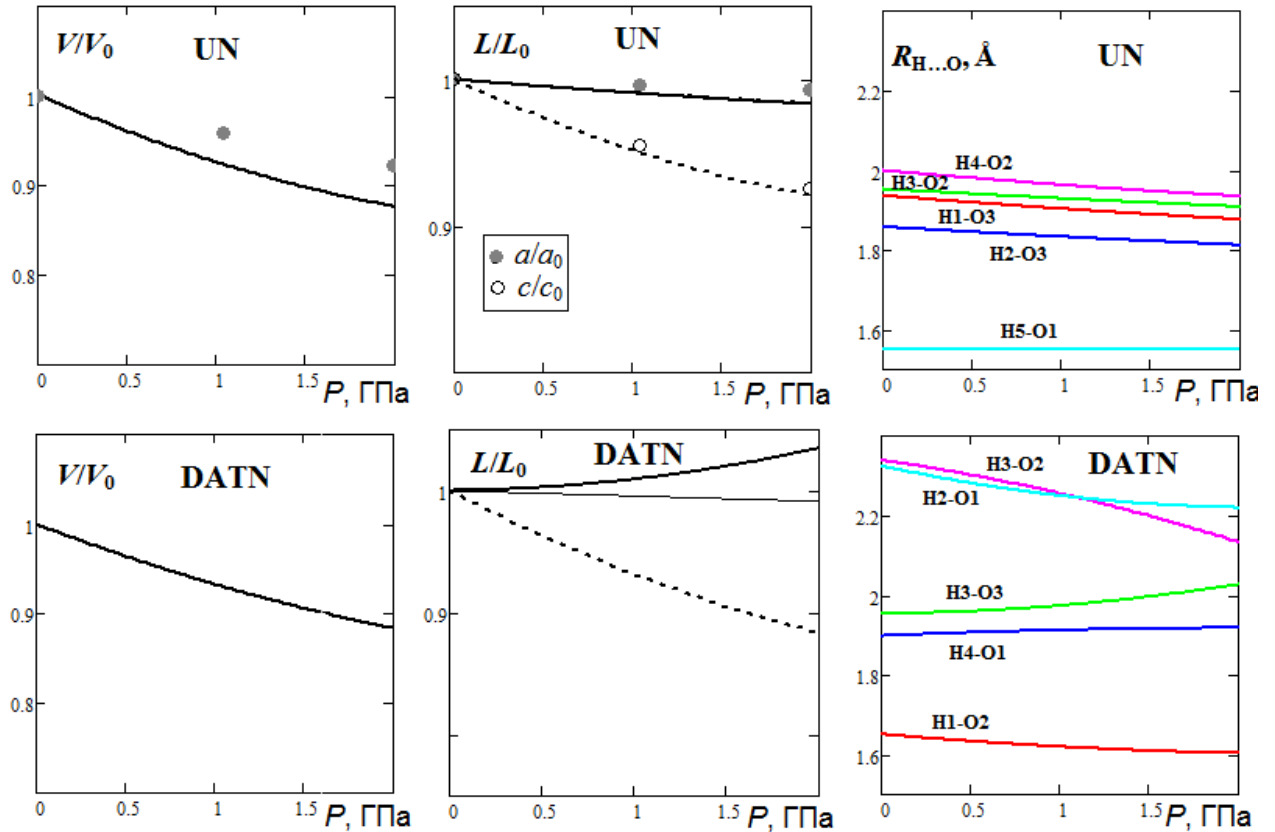 V/V₀ UN
1
0.9
0.8
0 0.5 1 1.5 P, ГПа
L/L₀ UN
1
0.9
a/a₀
c/c₀
0 0.5 1 1.5 P, ГПа
R_H...O, Å UN
2.2
2
1.8
1.6
H4-O2
H3-O2
H1-O3
H2-O3
H5-O1
0 0.5 1 1.5 P, ГПа
V/V₀ DATN
1
0.9
0.8
0 0.5 1 1.5 P, ГПа
L/L₀ DATN
1
0.9
0 0.5 1 1.5 P, ГПа
DATN
2.2
2
1.8
1.6
H3-O2
H2-O1
H3-O3
H4-O1
H1-O2
0 0.5 1 1.5 P, ГПа